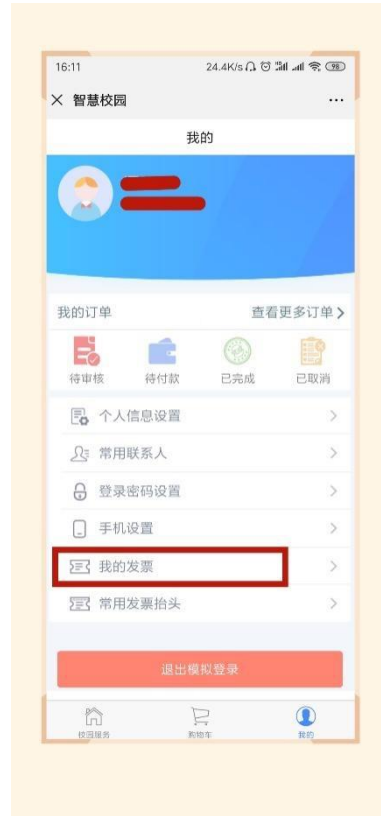 16:11 24.4K/s 98
智慧校园
我的
我的订单 查看更多订单
待审核 待付款 已完成 已取消
个人信息设置
常用联系人
登录密码设置
手机设置
我的发票
常用发票抬头
退出模拟登录
校园服务 购物车 我的